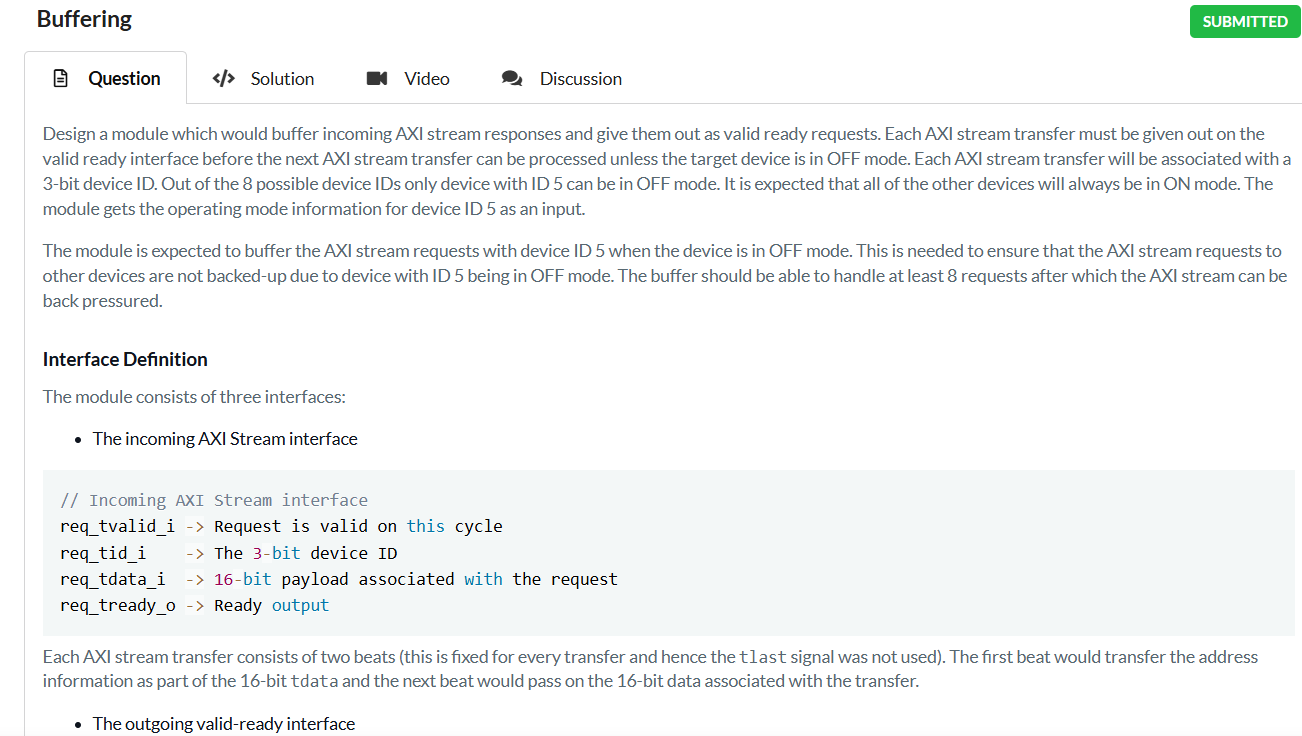 Buffering
SUBMITTED
Question
Solution
Video
Discussion
Design a module which would buffer incoming AXI stream responses and give them out as valid ready requests. Each AXI stream transfer must be given out on the
valid ready interface before the next AXI stream transfer can be processed unless the target device is in OFF mode. Each AXI stream transfer will be associated with a
3-bit device ID. Out of the 8 possible device IDs only device with ID 5 can be in OFF mode. It is expected that all of the other devices will always be in ON mode. The
module gets the operating mode information for device ID 5 as an input.
The module is expected to buffer the AXI stream requests with device ID 5 when the device is in OFF mode. This is needed to ensure that the AXI stream requests to
other devices are not backed-up due to device with ID 5 being in OFF mode. The buffer should be able to handle at least 8 requests after which the AXI stream can be
back pressured.
Interface Definition
The module consists of three interfaces:
• The incoming AXI Stream interface
// Incoming AXI Stream interface
req_tvalid_i -> Request is valid on this cycle
req_tid_i    -> The 3-bit device ID
req_tdata_i  -> 16-bit payload associated with the request
req_tready_o -> Ready output
Each AXI stream transfer consists of two beats (this is fixed for every transfer and hence the tlast signal was not used). The first beat would transfer the address
information as part of the 16-bit tdata and the next beat would pass on the 16-bit data associated with the transfer.
• The outgoing valid-ready interface